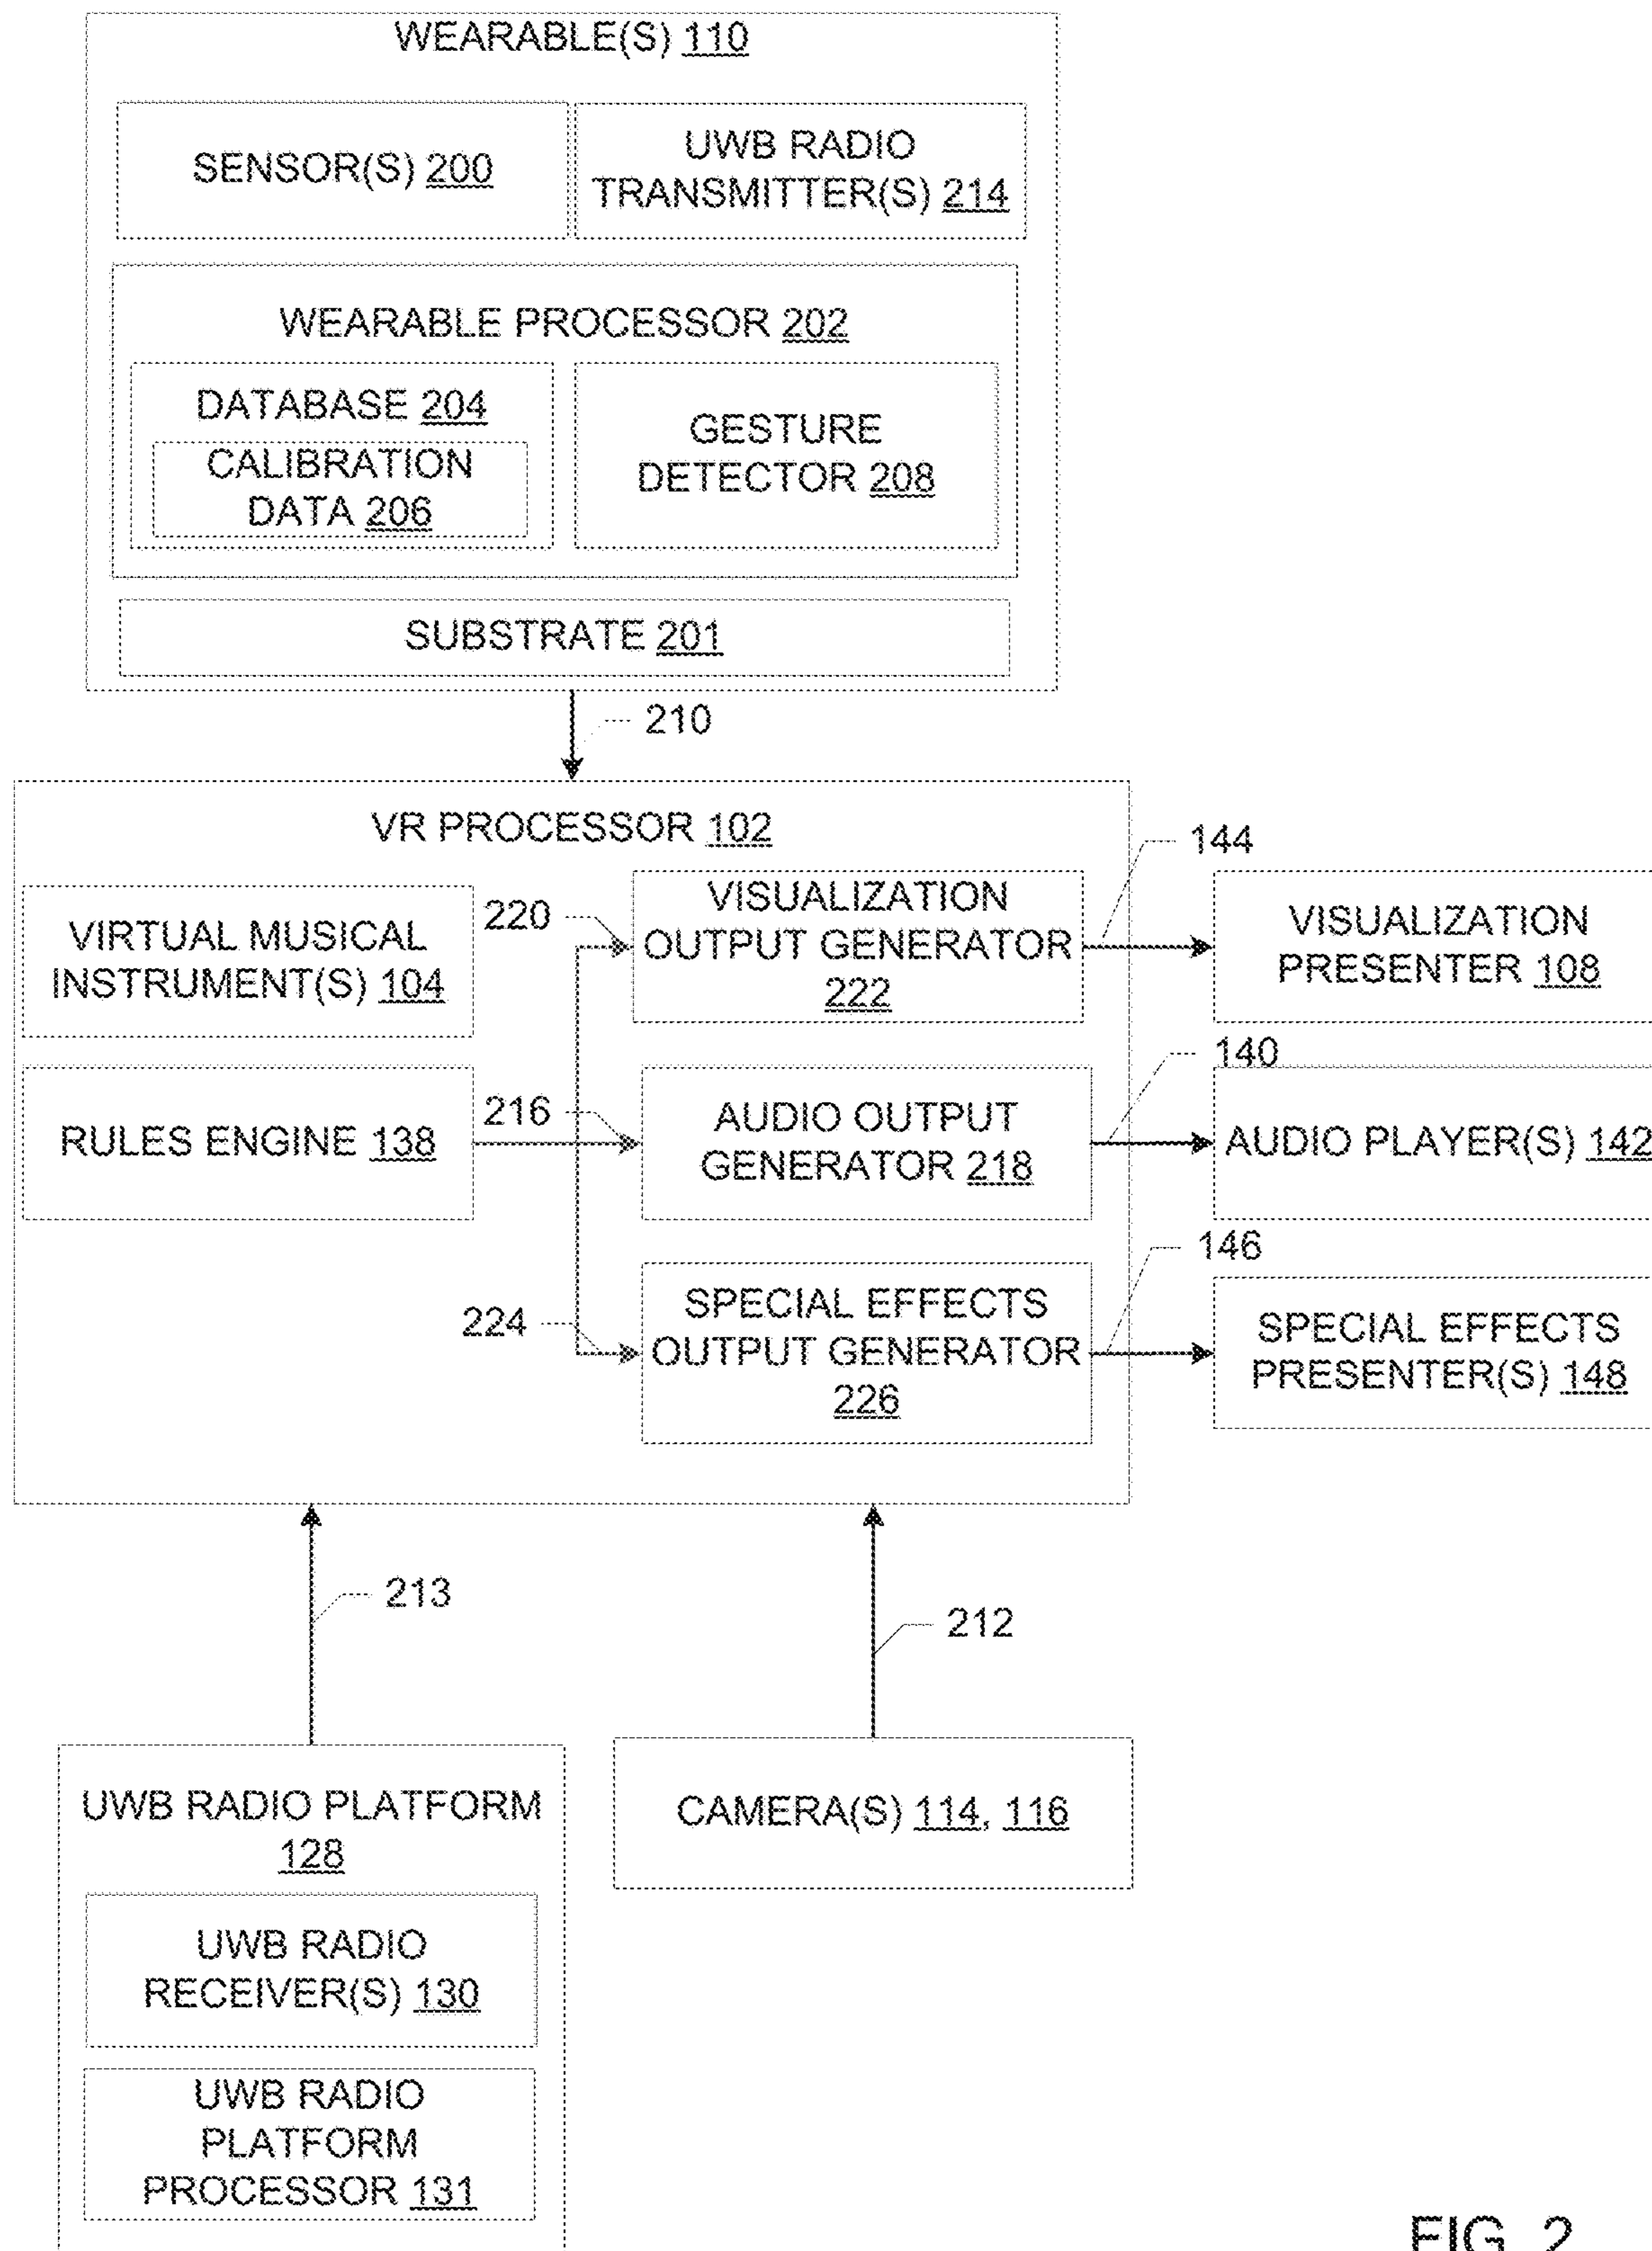 WEARABLE(S) 110
SENSOR(S) 200
UWB RADIO
TRANSMITTER(S) 214
WEARABLE PROCESSOR 202
DATABASE 204
CALIBRATION
DATA 206
GESTURE
DETECTOR 208
SUBSTRATE 201
210
VR PROCESSOR 102
VIRTUAL MUSICAL
INSTRUMENT(S) 104
220
VISUALIZATION
OUTPUT GENERATOR
222
144
VISUALIZATION
PRESENTER 108
RULES ENGINE 138
216
AUDIO OUTPUT
GENERATOR 218
140
AUDIO PLAYER(S) 142
224
SPECIAL EFFECTS
OUTPUT GENERATOR
226
146
SPECIAL EFFECTS
PRESENTER(S) 148
213
212
UWB RADIO PLATFORM
128
UWB RADIO
RECEIVER(S) 130
UWB RADIO
PLATFORM
PROCESSOR 131
CAMERA(S) 114, 116
FIG. 2